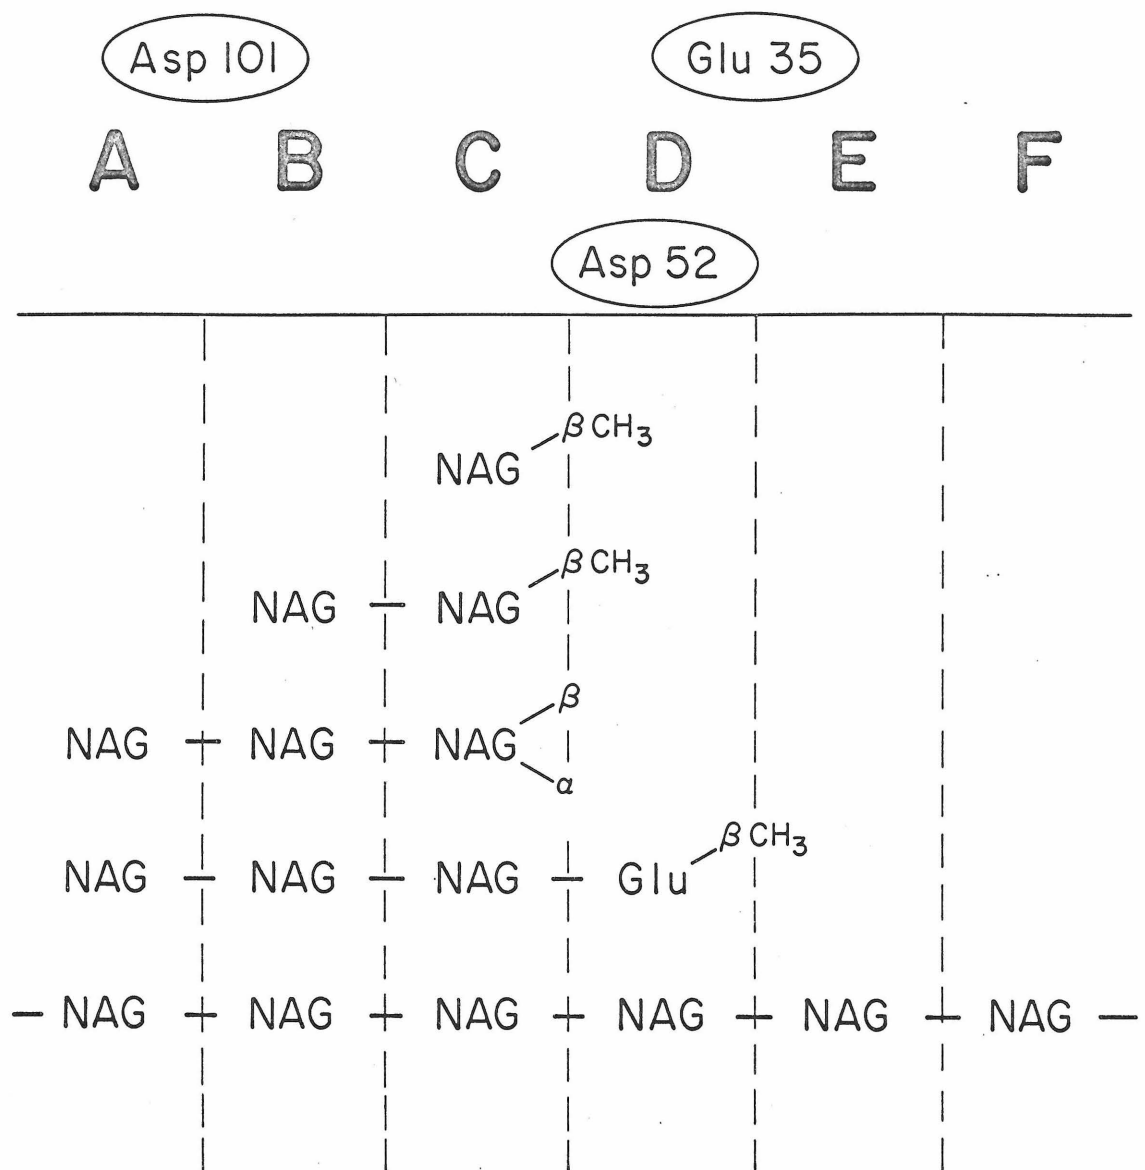 Asp 101 Glu 35
A B C D E F
Asp 52
βCH3
NAG
βCH3
NAG — NAG
β
NAG — NAG — NAG
α
βCH3
NAG — NAG — NAG — Glu
— NAG — NAG — NAG — NAG — NAG — NAG —